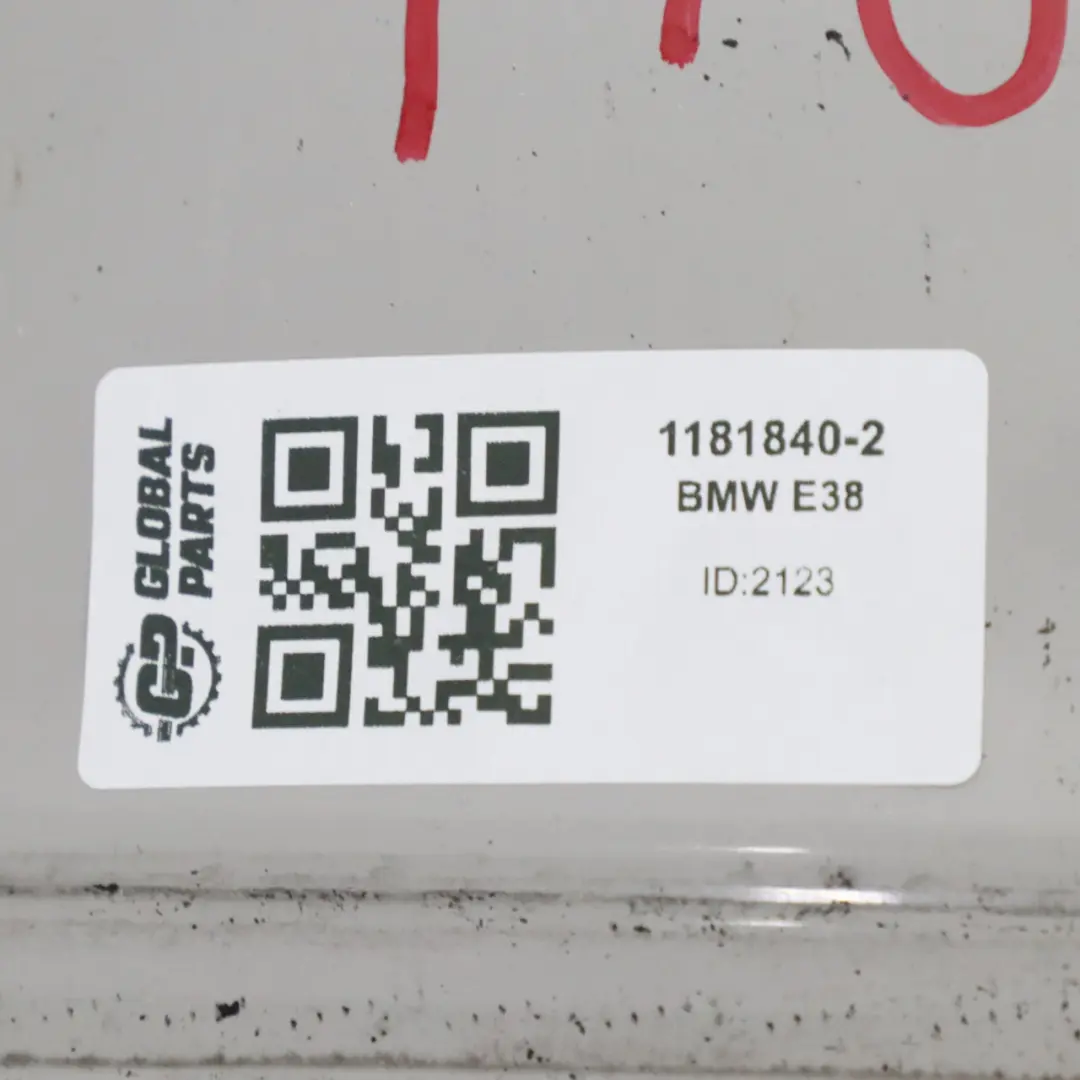 GLOBAL
PARTS
1181840-2
BMW E38
ID:2123